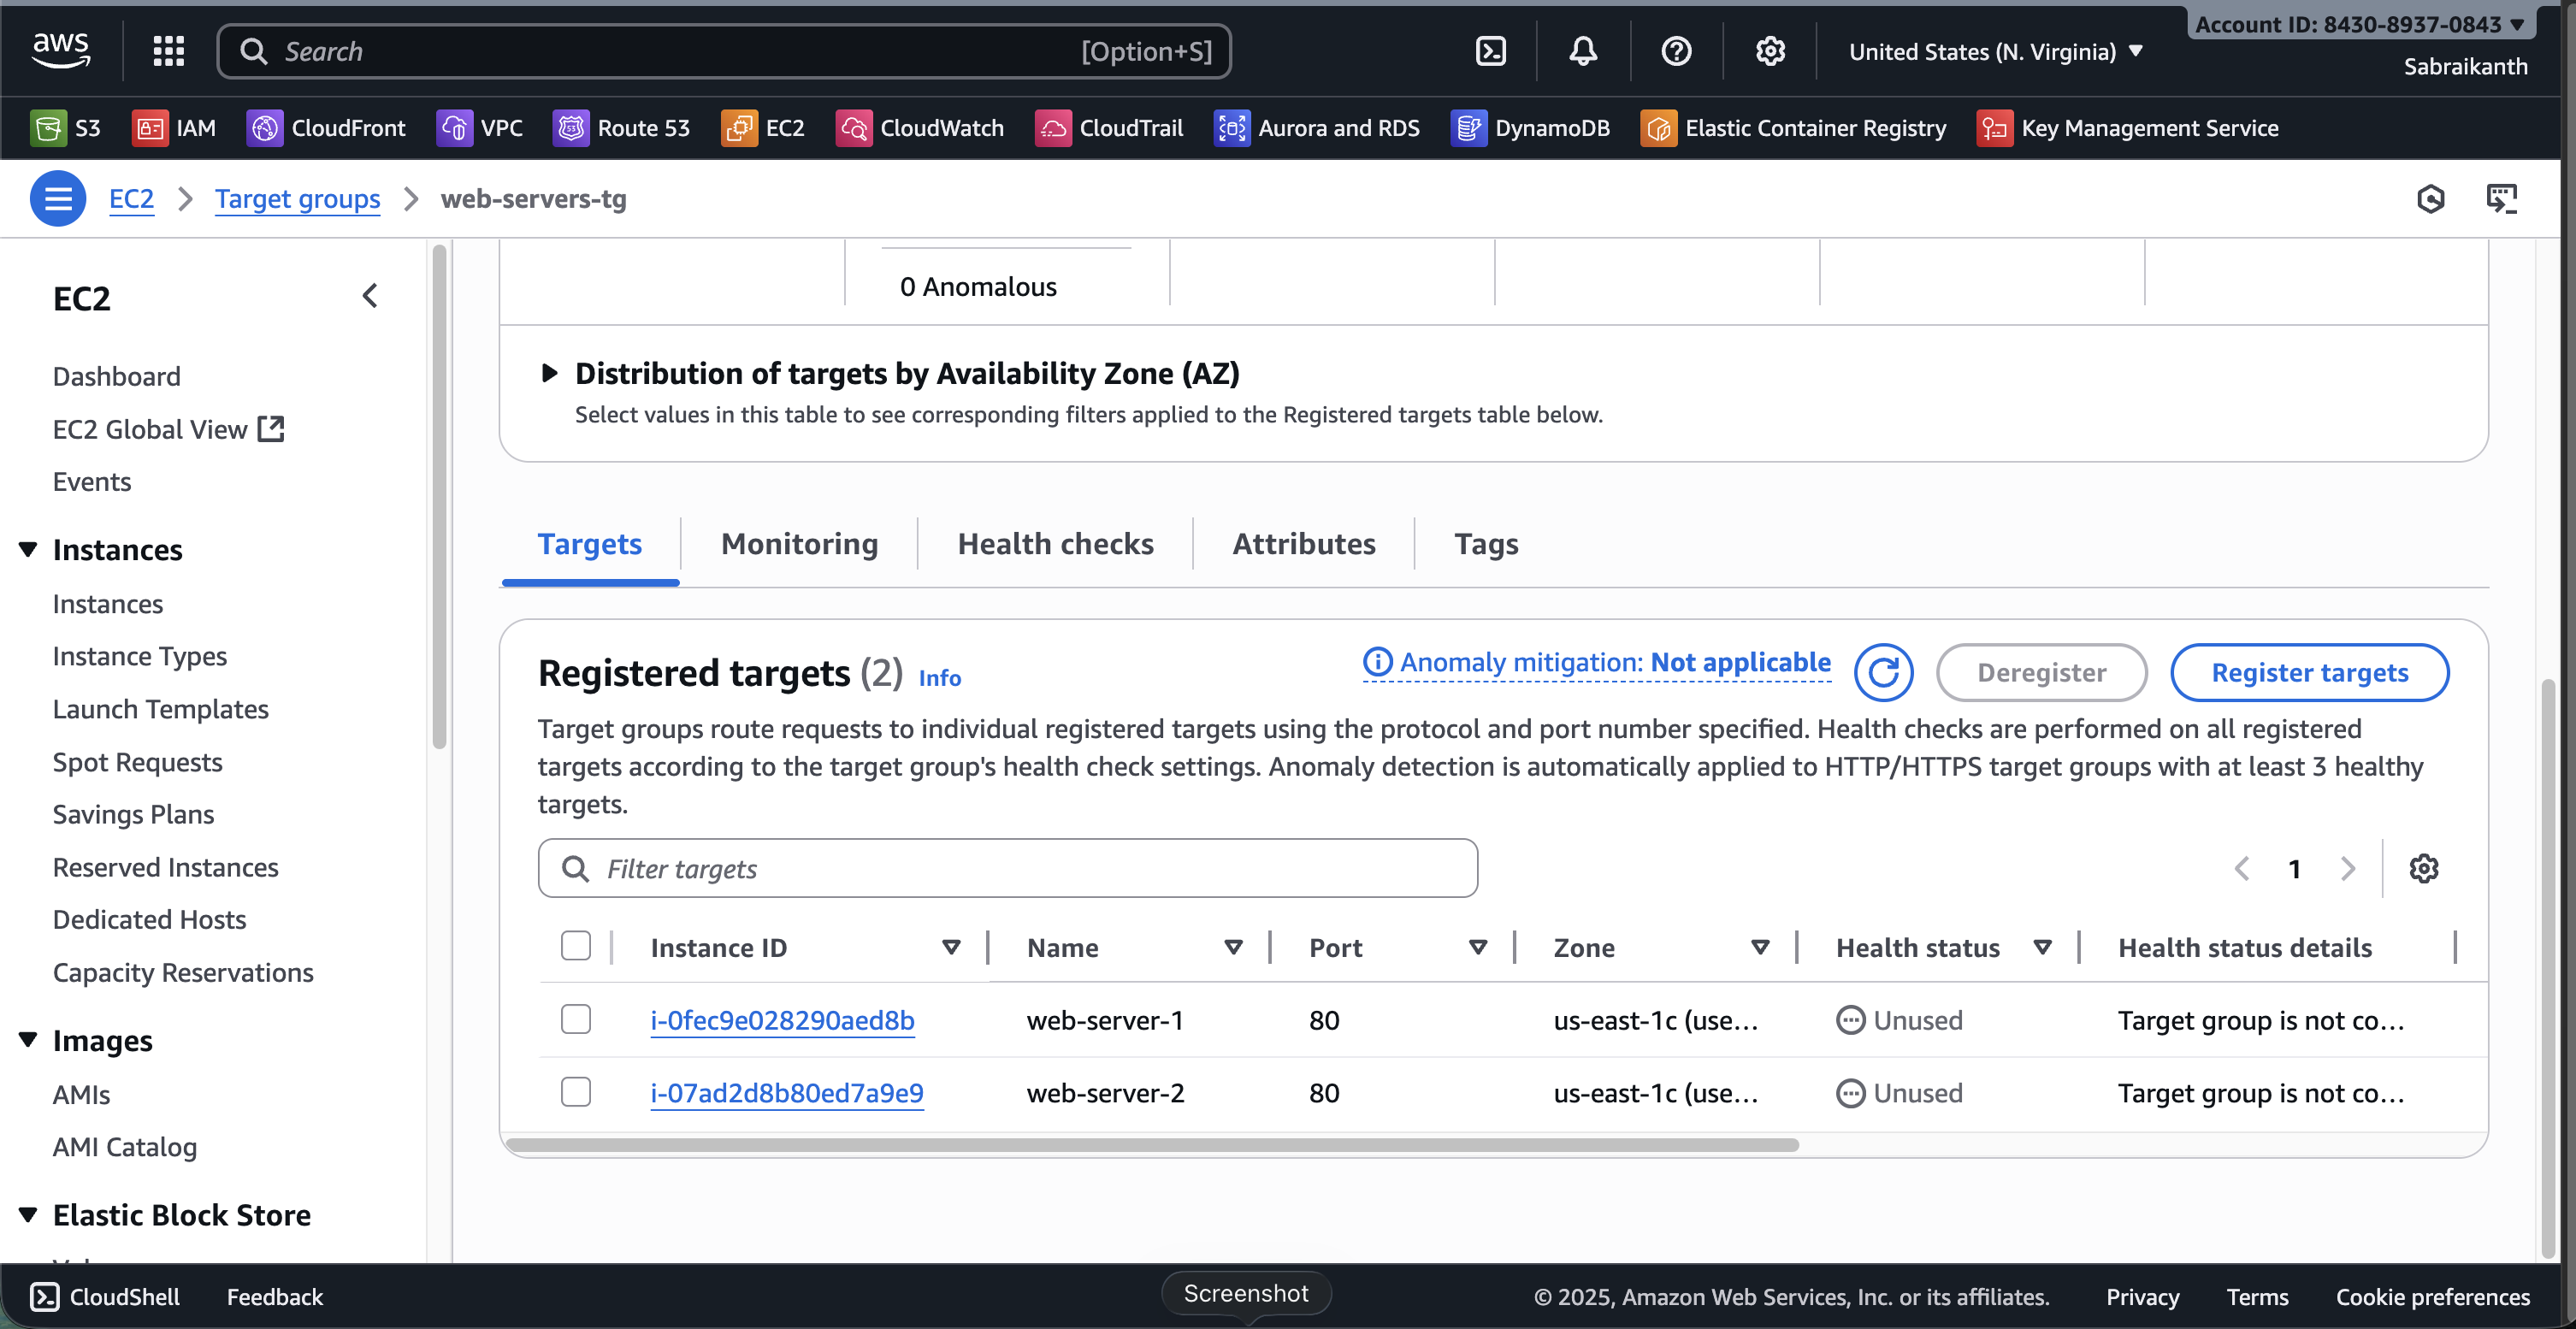 Account ID: 8430-8937-0843
aws
Search [Option+S]
United States (N. Virginia)
Sabraikanth
S3 IAM CloudFront VPC Route 53 EC2 CloudWatch CloudTrail Aurora and RDS DynamoDB Elastic Container Registry Key Management Service
EC2 Target groups web-servers-tg
EC2
Dashboard
EC2 Global View
Events
Instances
Instances
Instance Types
Launch Templates
Spot Requests
Savings Plans
Reserved Instances
Dedicated Hosts
Capacity Reservations
Images
AMIs
AMI Catalog
Elastic Block Store
0 Anomalous
Distribution of targets by Availability Zone (AZ)
Select values in this table to see corresponding filters applied to the Registered targets table below.
Targets Monitoring Health checks Attributes Tags
Registered targets (2) Info
Anomaly mitigation: Not applicable
Deregister
Register targets
Target groups route requests to individual registered targets using the protocol and port number specified. Health checks are performed on all registered
targets according to the target group's health check settings. Anomaly detection is automatically applied to HTTP/HTTPS target groups with at least 3 healthy
targets.
Filter targets
1
Instance ID Name Port Zone Health status Health status details
i-0fec9e028290aed8b web-server-1 80 us-east-1c (use... Unused Target group is not co...
i-07ad2d8b80ed7a9e9 web-server-2 80 us-east-1c (use... Unused Target group is not co...
CloudShell Feedback
Screenshot
© 2025, Amazon Web Services, Inc. or its affiliates. Privacy Terms Cookie preferences